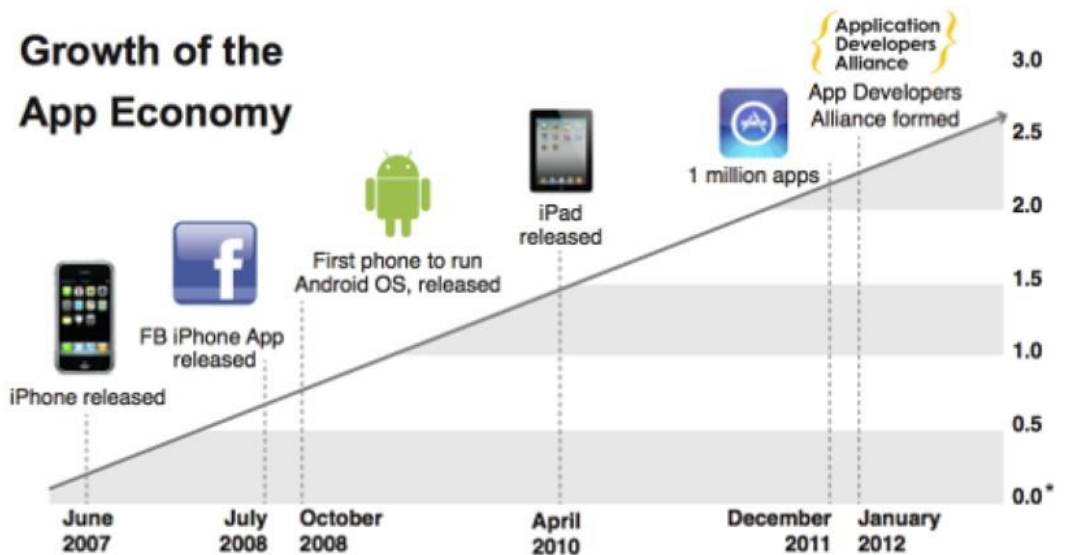 Growth of the
App Economy
Application
Developers
Alliance
App Developers
Alliance formed
1 million apps
iPad
released
First phone to run
Android OS, released
FB iPhone App
released
iPhone released
3.0
2.5
2.0
1.5
1.0
0.5
0.0*
June
2007
July
2008
October
2008
April
2010
December
2011
January
2012